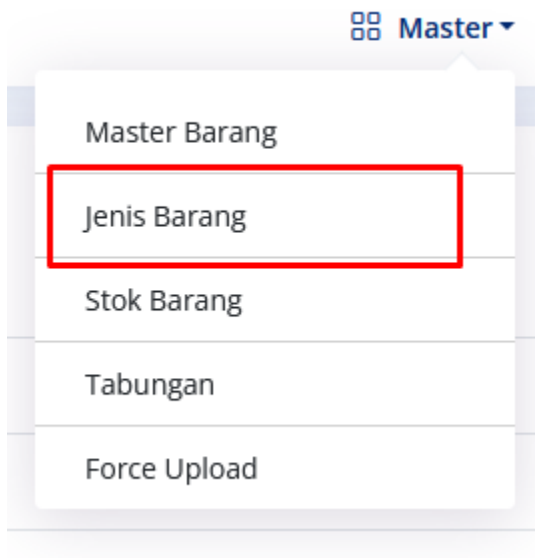 Master
Master Barang
Jenis Barang
Stok Barang
Tabungan
Force Upload